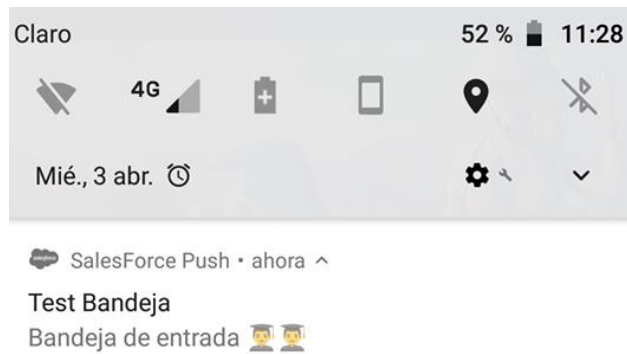 Claro 52 % 11:28
4G
Mié., 3 abr.
SalesForce Push • ahora
Test Bandeja
Bandeja de entrada 👨‍🎓👨‍🎓